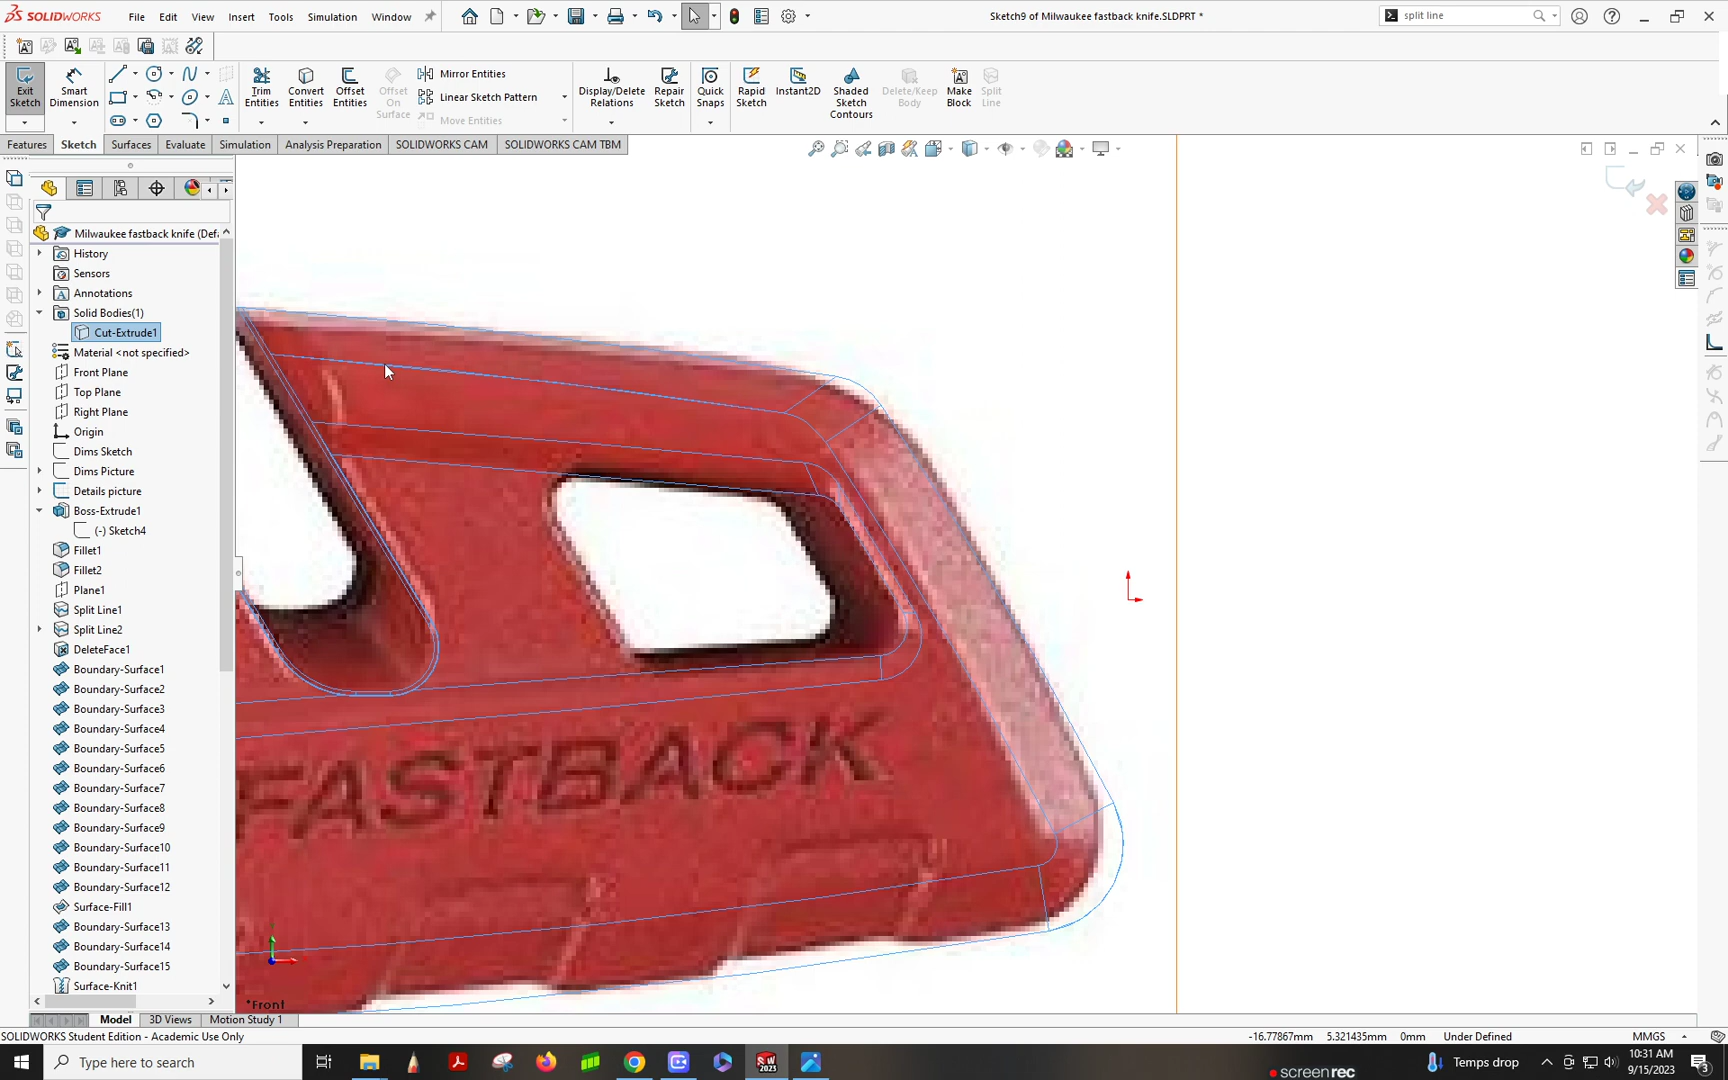 SOLIDWORKS File Edit View Insert Tools Simulation Window Sketch9 of Milwaukee fastback knife.SLDPRT * split line
Exit Sketch Smart Dimension Trim Entities Convert Entities Offset Entities Offset On Surface Mirror Entities Linear Sketch Pattern Move Entities Display/Delete Relations Repair Sketch Quick Snaps Rapid Sketch Instant2D Shaded Sketch Contours Delete/Keep Body Make Block Split Line
Features Sketch Surfaces Evaluate Simulation Analysis Preparation SOLIDWORKS CAM SOLIDWORKS CAM TBM
Milwaukee fastback knife (Defa
History
Sensors
Annotations
Solid Bodies(1)
Cut-Extrude1
Material <not specified>
Front Plane
Top Plane
Right Plane
Origin
Dims Sketch
Dims Picture
Details picture
Boss-Extrude1
(-) Sketch4
Fillet1
Fillet2
Plane1
Split Line1
Split Line2
DeleteFace1
Boundary-Surface1
Boundary-Surface2
Boundary-Surface3
Boundary-Surface4
Boundary-Surface5
Boundary-Surface6
Boundary-Surface7
Boundary-Surface8
Boundary-Surface9
Boundary-Surface10
Boundary-Surface11
Boundary-Surface12
Surface-Fill1
Boundary-Surface13
Boundary-Surface14
Boundary-Surface15
Surface-Knit1
FASTBACK
*Front
Model 3D Views Motion Study 1
SOLIDWORKS Student Edition - Academic Use Only -16.77867mm 5.321435mm 0mm Under Defined MMGS
Type here to search Temps drop 10:31 AM
9/15/2023 3
screenrec